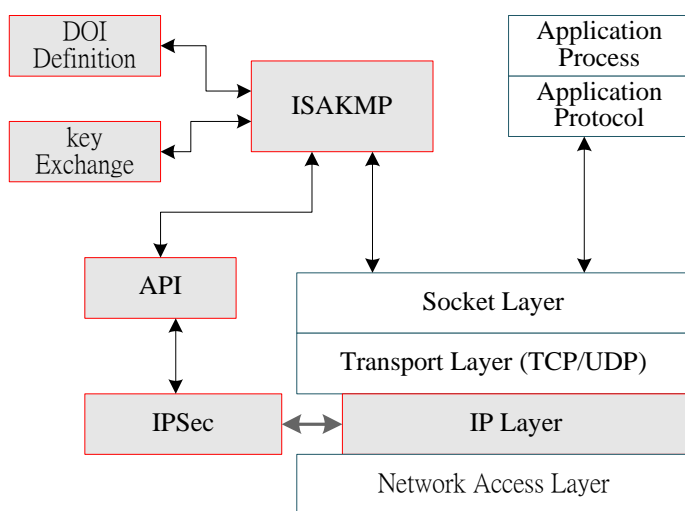 DOI
Definition
Application
Process
ISAKMP
Application
Protocol
key
Exchange
API
Socket Layer
Transport Layer (TCP/UDP)
IPSec
IP Layer
Network Access Layer